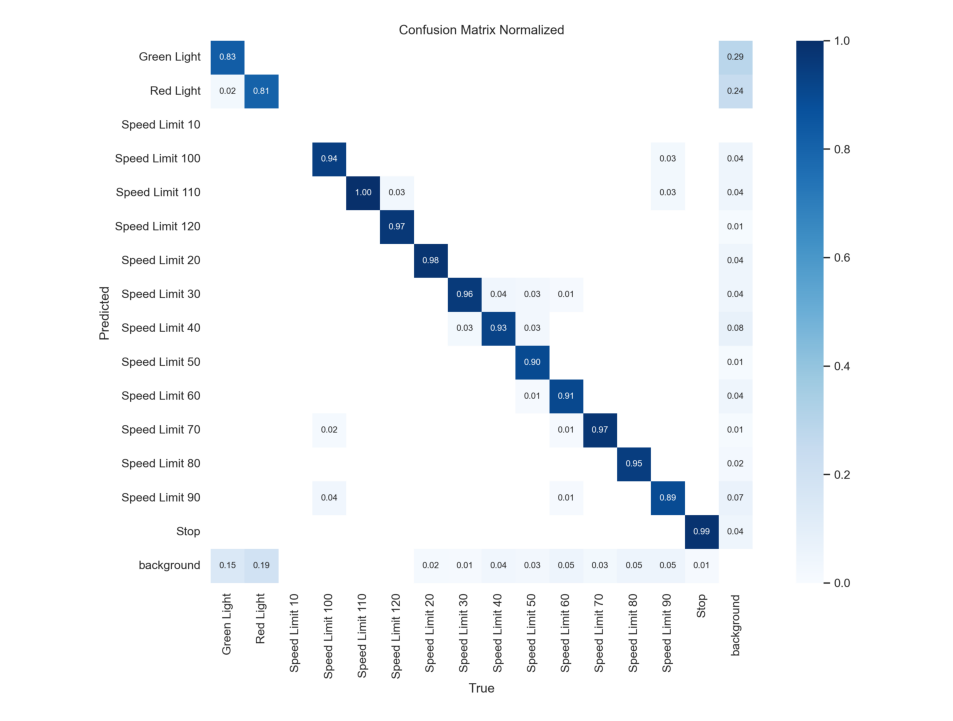 Confusion Matrix Normalized
Green Light 0.83 0.29
Red Light 0.02 0.81 0.24
Speed Limit 10
Speed Limit 100 0.94 0.03 0.04
Speed Limit 110 1.00 0.03 0.03 0.04
Speed Limit 120 0.97 0.01
Speed Limit 20 0.98 0.04
Speed Limit 30 0.96 0.04 0.03 0.01 0.04
Speed Limit 40 0.03 0.93 0.03 0.08
Speed Limit 50 0.90 0.01
Speed Limit 60 0.01 0.91 0.04
Speed Limit 70 0.02 0.01 0.97 0.01
Speed Limit 80 0.95 0.02
Speed Limit 90 0.04 0.01 0.89 0.07
Stop 0.99 0.04
background 0.15 0.19 0.02 0.01 0.04 0.03 0.05 0.03 0.05 0.05 0.01
Predicted
Green Light
Red Light
Speed Limit 10
Speed Limit 100
Speed Limit 110
Speed Limit 120
Speed Limit 20
Speed Limit 30
Speed Limit 40
Speed Limit 50
Speed Limit 60
Speed Limit 70
Speed Limit 80
Speed Limit 90
Stop
background
True
1.0
0.8
0.6
0.4
0.2
0.0